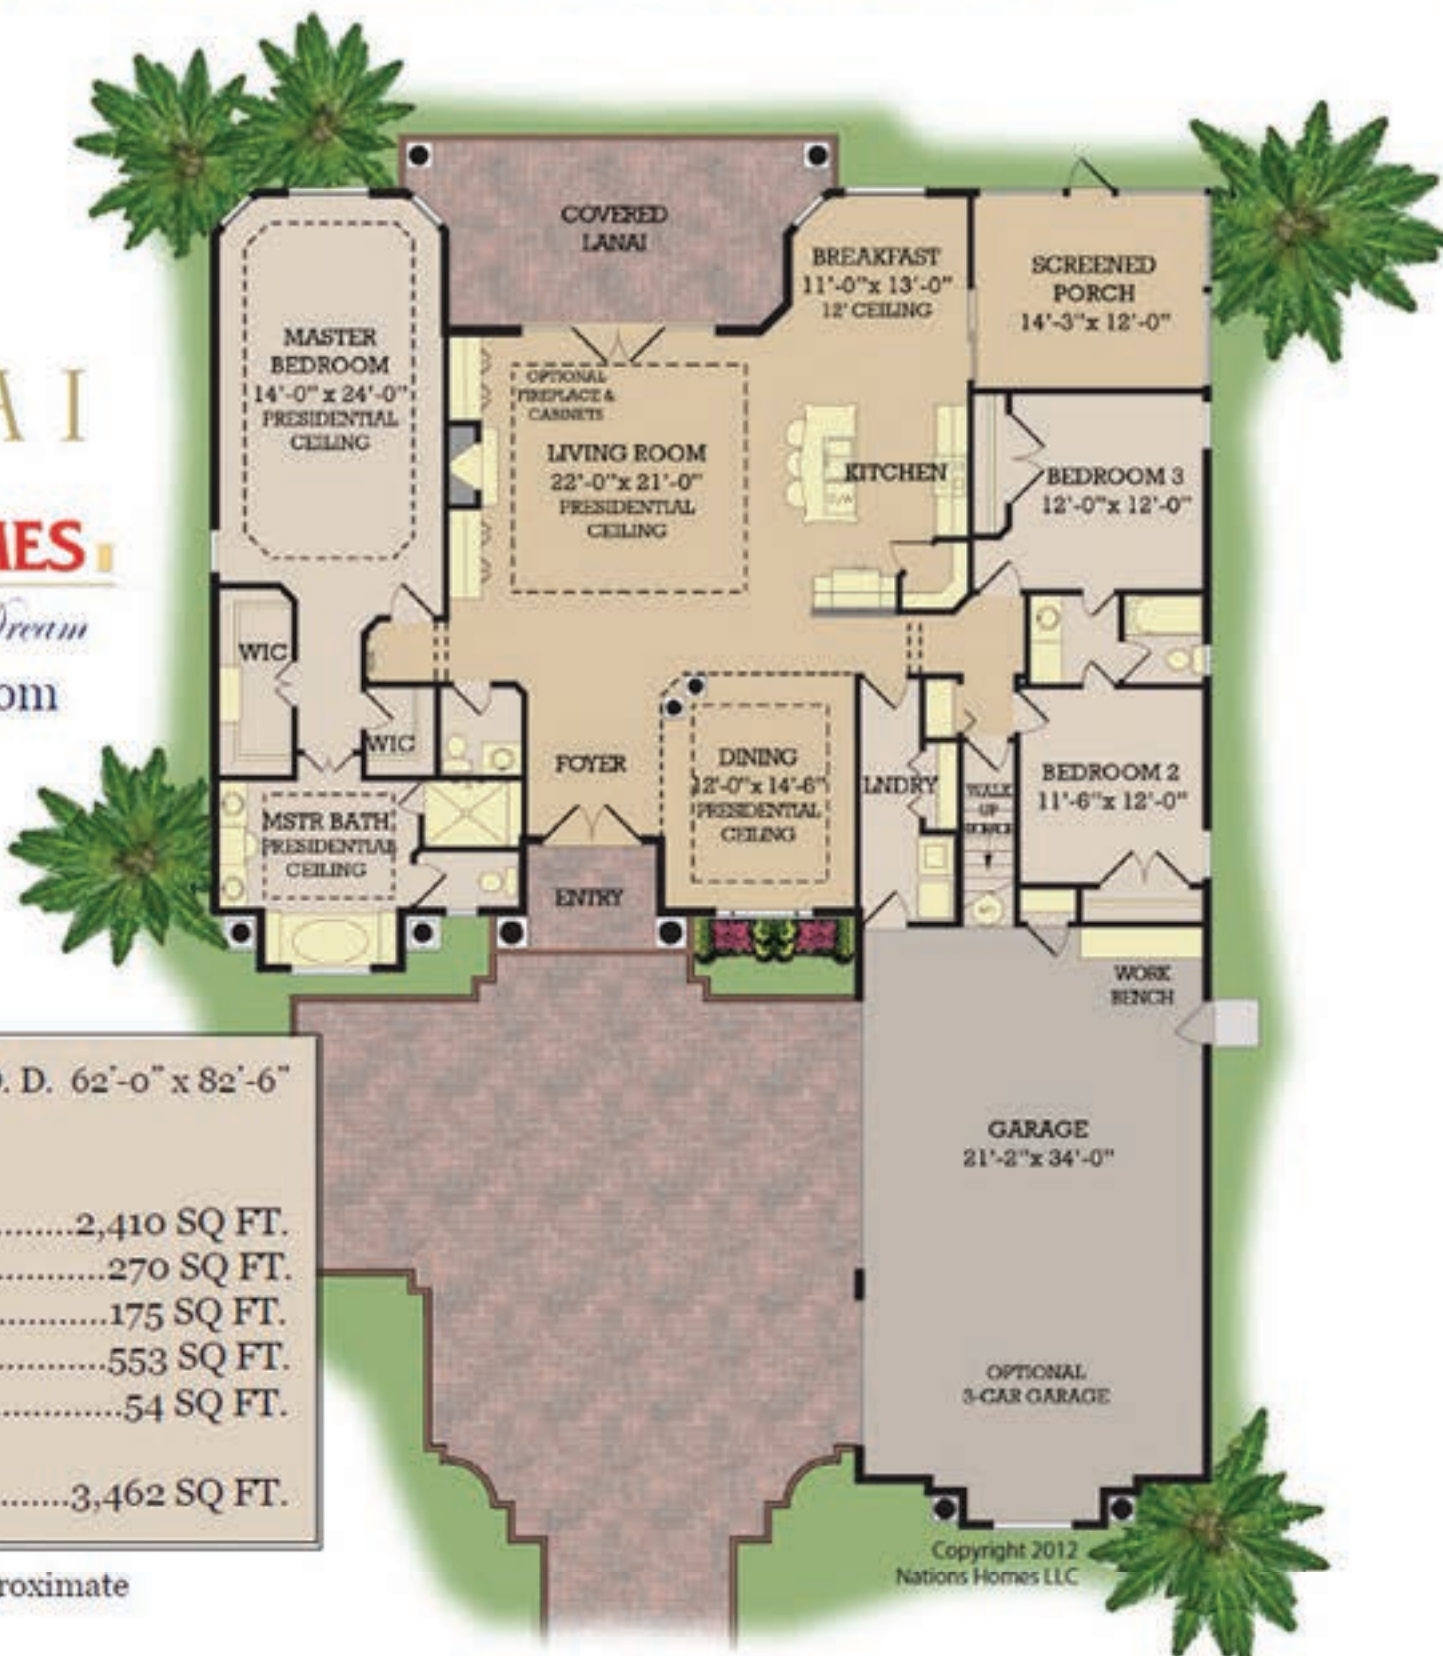 COVERED
LANAI
BREAKFAST
11'-0"x 13'-0"
12' CEILING
SCREENED
PORCH
14'-3"x 12'-0"
MASTER
BEDROOM
14'-0" x 24'-0"
PRESIDENTIAL
CEILING
OPTIONAL
FIREPLACE &
CABINETS
LIVING ROOM
22'-0"x 21'-0"
PRESIDENTIAL
CEILING
KITCHEN
D/W
BEDROOM 3
12'-0"x 12'-0"
A I
MES
Dream
om
WIC
WIC
FOYER
DINING
12'-0"x 14'-6"
PRESIDENTIAL
CEILING
LNDRY
WALK
UP
BEDROOM 2
11'-6"x 12'-0"
MSTR BATH
PRESIDENTIAL
CEILING
ENTRY
WORK
BENCH
GARAGE
21'-2"x 34'-0"
OPTIONAL
3-CAR GARAGE
. D. 62'-0" x 82'-6"
........2,410 SQ FT.
...........270 SQ FT.
...........175 SQ FT.
...........553 SQ FT.
............54 SQ FT.
........3,462 SQ FT.
roximate
Copyright 2012
Nations Homes LLC